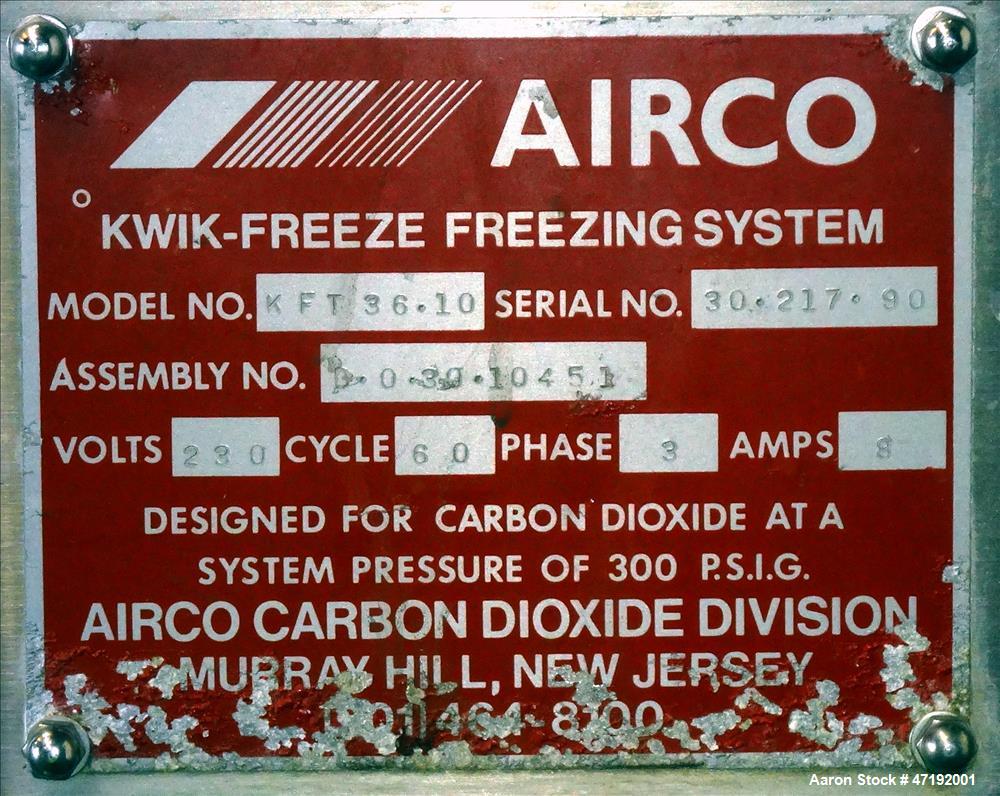 AIRCO
KWIK-FREEZE FREEZING SYSTEM
MODEL NO. KFT 36·10 SERIAL NO. 30·217·90
ASSEMBLY NO.
VOLTS 230 CYCLE 60 PHASE 3 AMPS 8
DESIGNED FOR CARBON DIOXIDE AT A
SYSTEM PRESSURE OF 300 P.S.I.G.
AIRCO CARBON DIOXIDE DIVISION
MURRAY HILL, NEW JERSEY
464-8100
Aaron Stock # 47192001